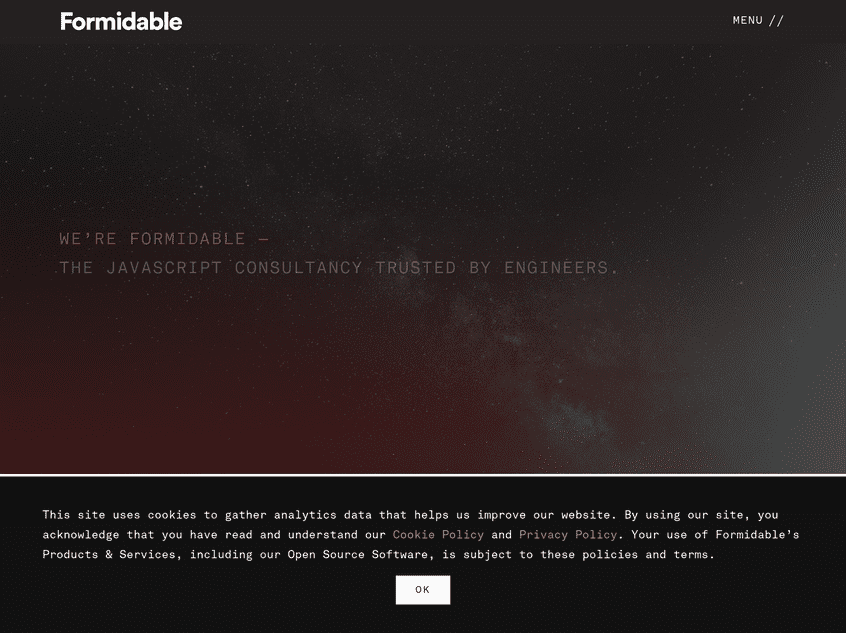 Formidable
MENU //
WE'RE FORMIDABLE —
THE JAVASCRIPT CONSULTANCY TRUSTED BY ENGINEERS.
This site uses cookies to gather analytics data that helps us improve our website. By using our site, you
acknowledge that you have read and understand our Cookie Policy and Privacy Policy. Your use of Formidable's
Products & Services, including our Open Source Software, is subject to these policies and terms.
OK